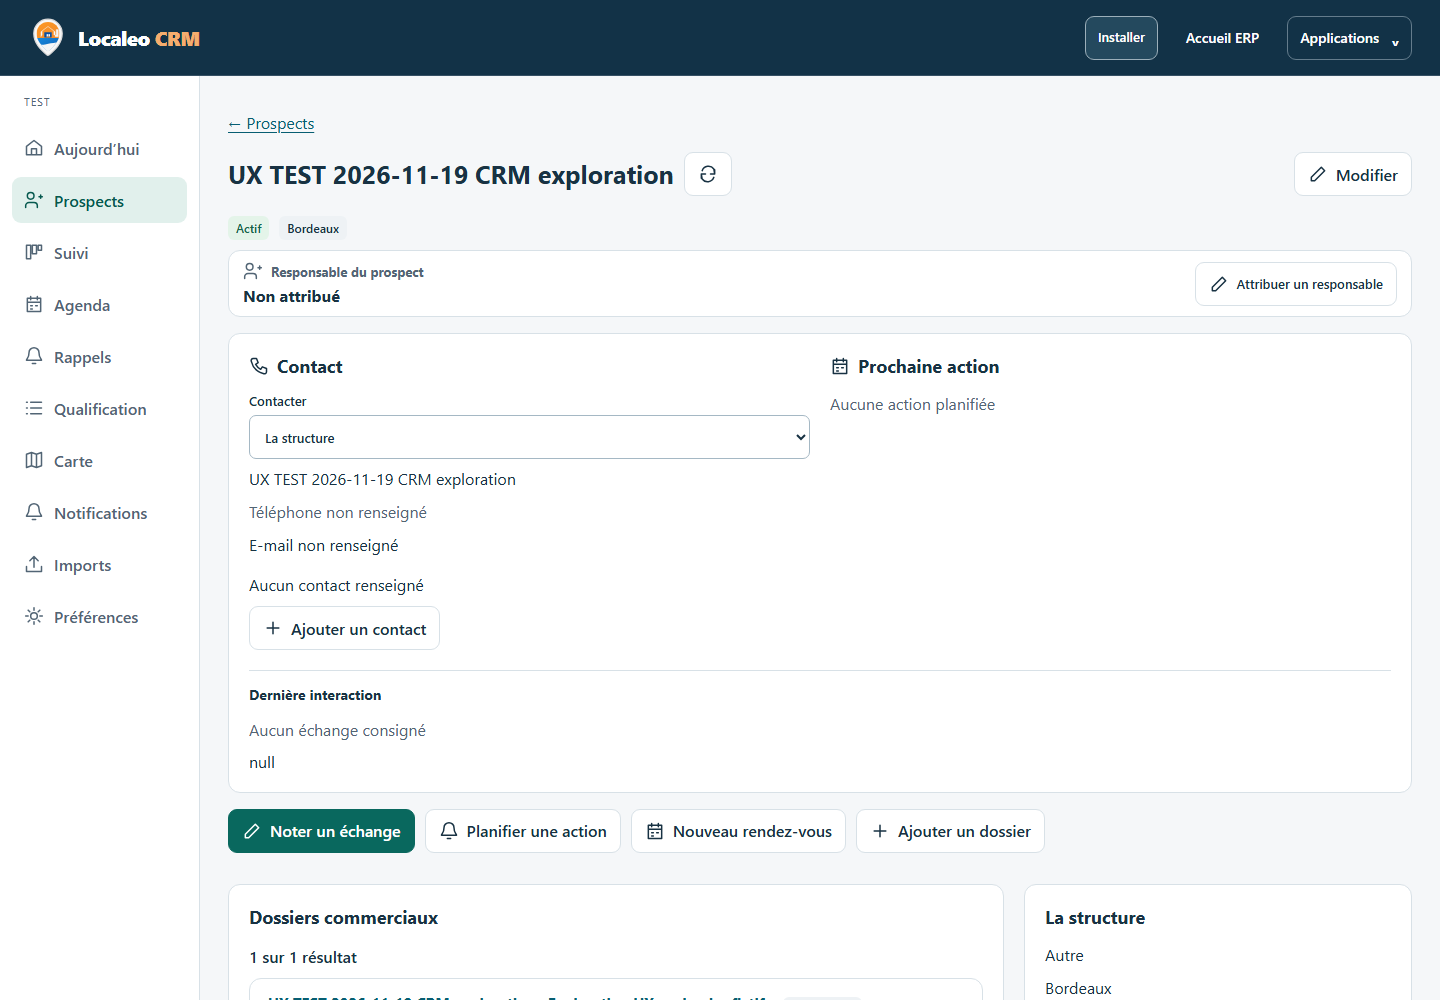 Localeo CRM
Installer
Accueil ERP
Applications
TEST
Aujourd'hui
Prospects
Suivi
Agenda
Rappels
Qualification
Carte
Notifications
Imports
Préférences
← Prospects
UX TEST 2026-11-19 CRM exploration
Modifier
Actif
Bordeaux
Responsable du prospect
Non attribué
Attribuer un responsable
Contact
Contacter
La structure
UX TEST 2026-11-19 CRM exploration
Téléphone non renseigné
E-mail non renseigné
Aucun contact renseigné
Ajouter un contact
Prochaine action
Aucune action planifiée
Dernière interaction
Aucun échange consigné
null
Noter un échange
Planifier une action
Nouveau rendez-vous
Ajouter un dossier
Dossiers commerciaux
1 sur 1 résultat
La structure
Autre
Bordeaux